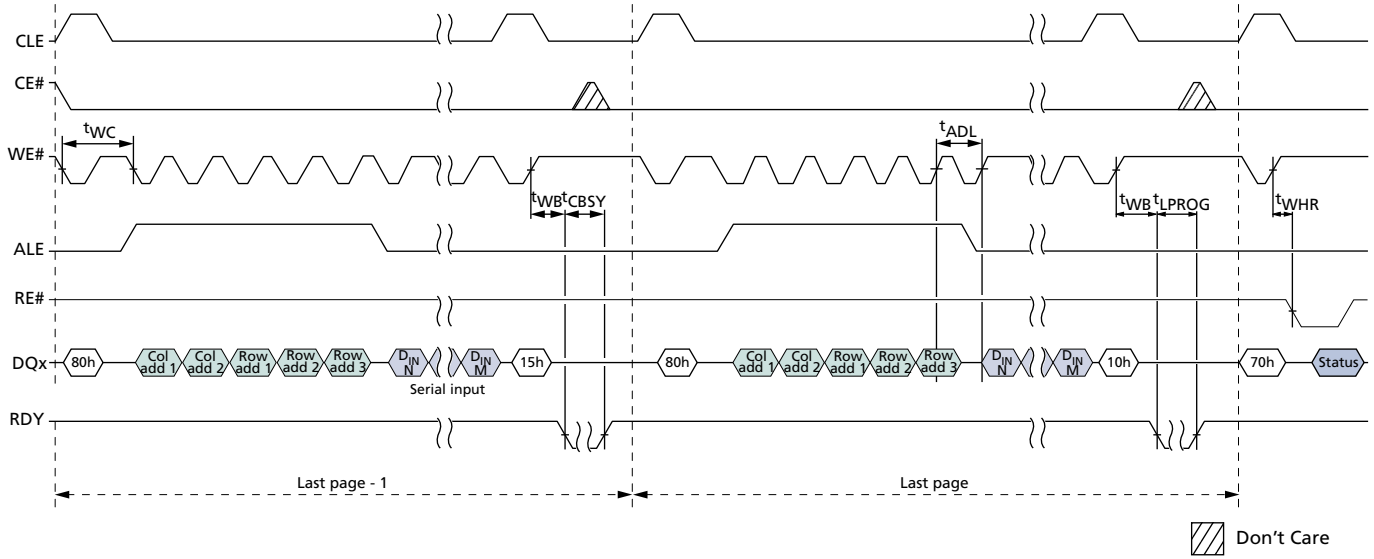 CLE
CE#
tWC
tADL
WE#
tWB tCBSY
tWB tLPROG
tWHR
ALE
RE#
DQx
80h
Col add 1
Col add 2
Row add 1
Row add 2
Row add 3
DIN N
DIN M
15h
80h
Col add 1
Col add 2
Row add 1
Row add 2
Row add 3
DIN N
DIN M
10h
70h
Status
Serial input
RDY
Last page - 1
Last page
Don't Care